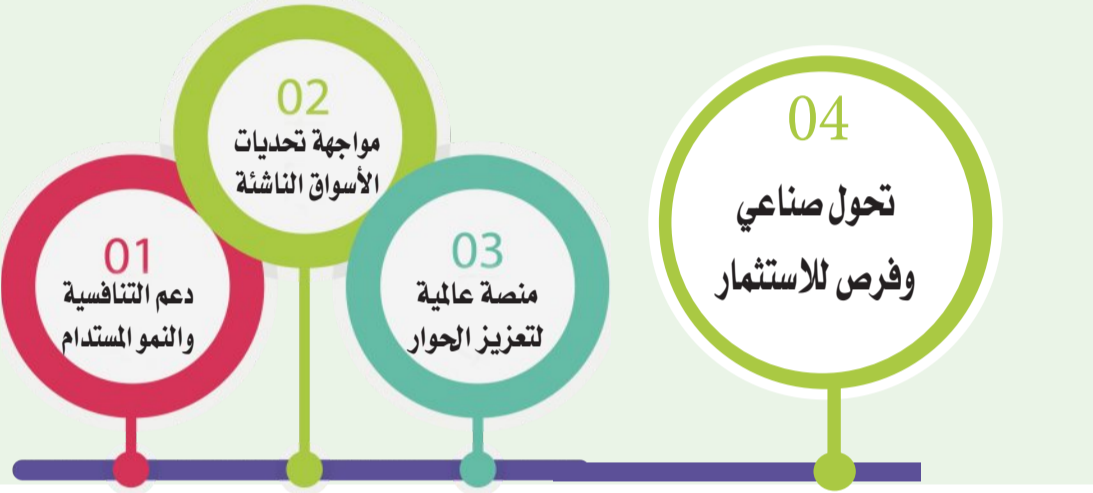 01
دعم التنافسية
والنمو المستدام
02
مواجهة تحديات
الأسواق الناشئة
03
منصة عالمية
لتعزيز الحوار
04
تحول صناعي
وفرص للاستثمار